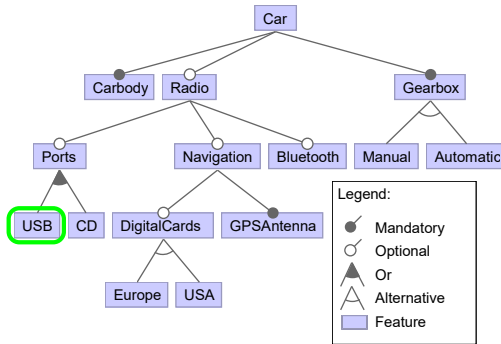 Car
Carbody Radio Gearbox
Ports Navigation Bluetooth Manual Automatic
USB CD DigitalCards GPSAntenna
Europe USA
Legend:
Mandatory
Optional
Or
Alternative
Feature